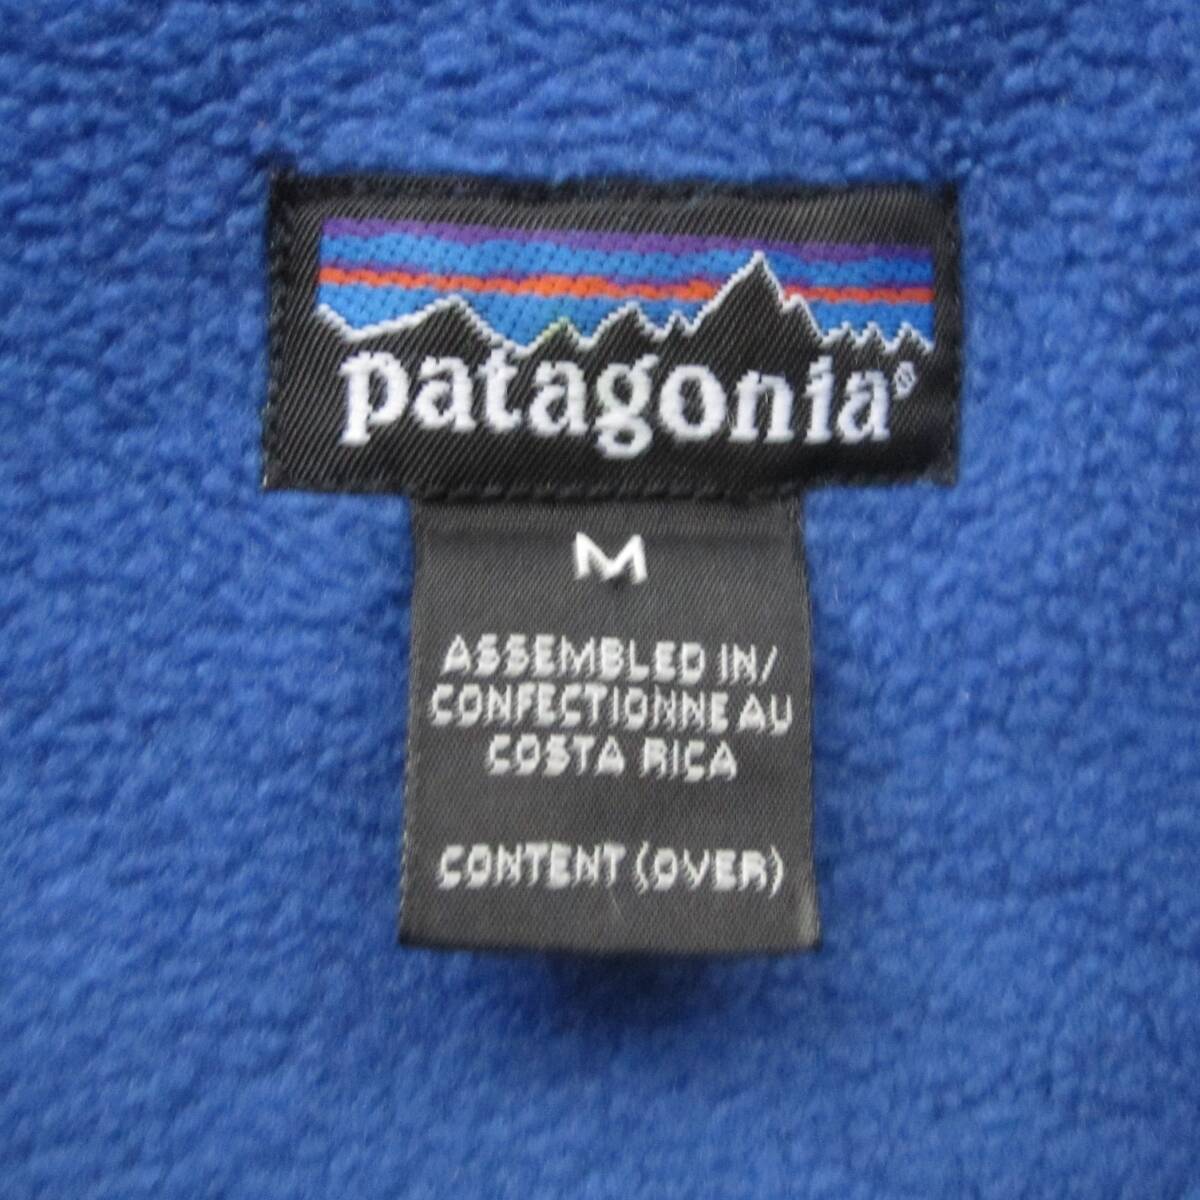 patagonia®
M
ASSEMBLED IN/
CONFECTIONNE AU
COSTA RICA
CONTENT (OVER)